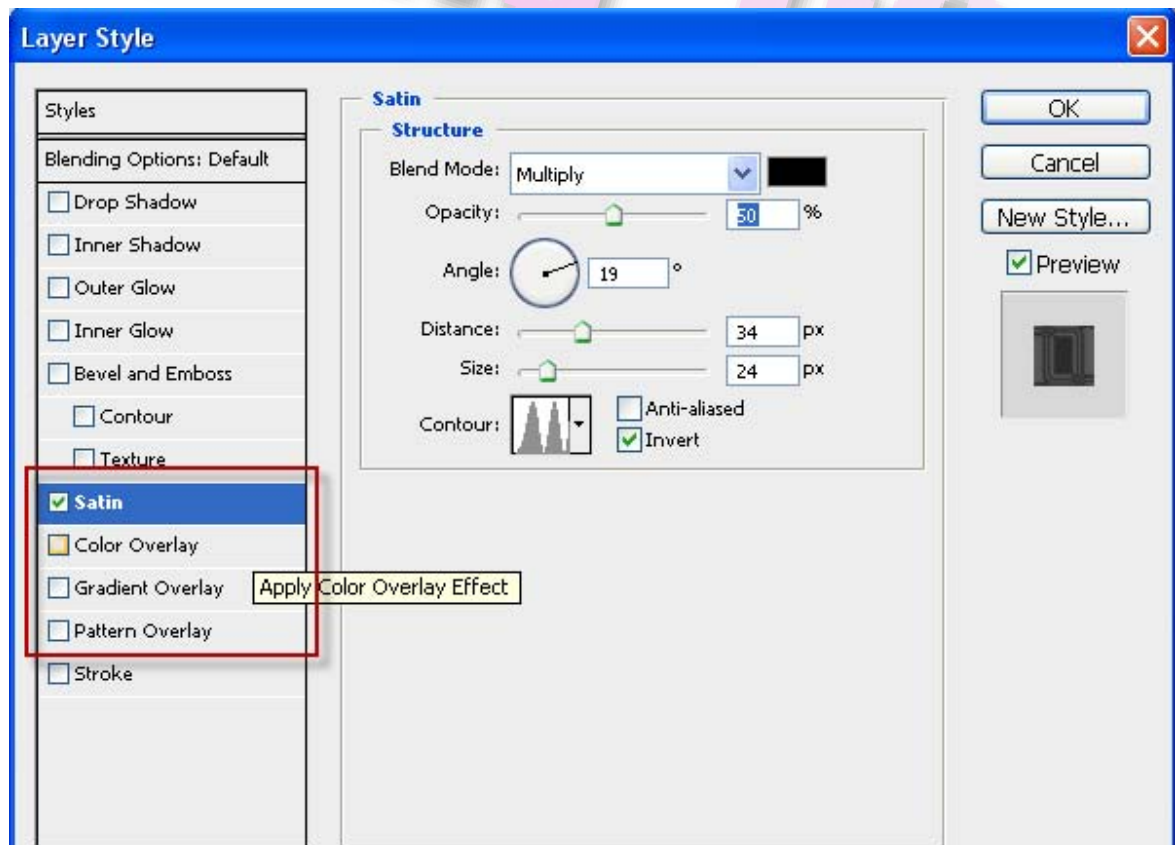 Layer Style
Styles
Blending Options: Default
Drop Shadow
Inner Shadow
Outer Glow
Inner Glow
Bevel and Emboss
Contour
Texture
Satin
Color Overlay
Gradient Overlay
Pattern Overlay
Stroke
Apply Color Overlay Effect
Satin
Structure
Blend Mode: Multiply
Opacity: 50 %
Angle: 19 °
Distance: 34 px
Size: 24 px
Contour: Anti-aliased
Invert
OK
Cancel
New Style...
Preview